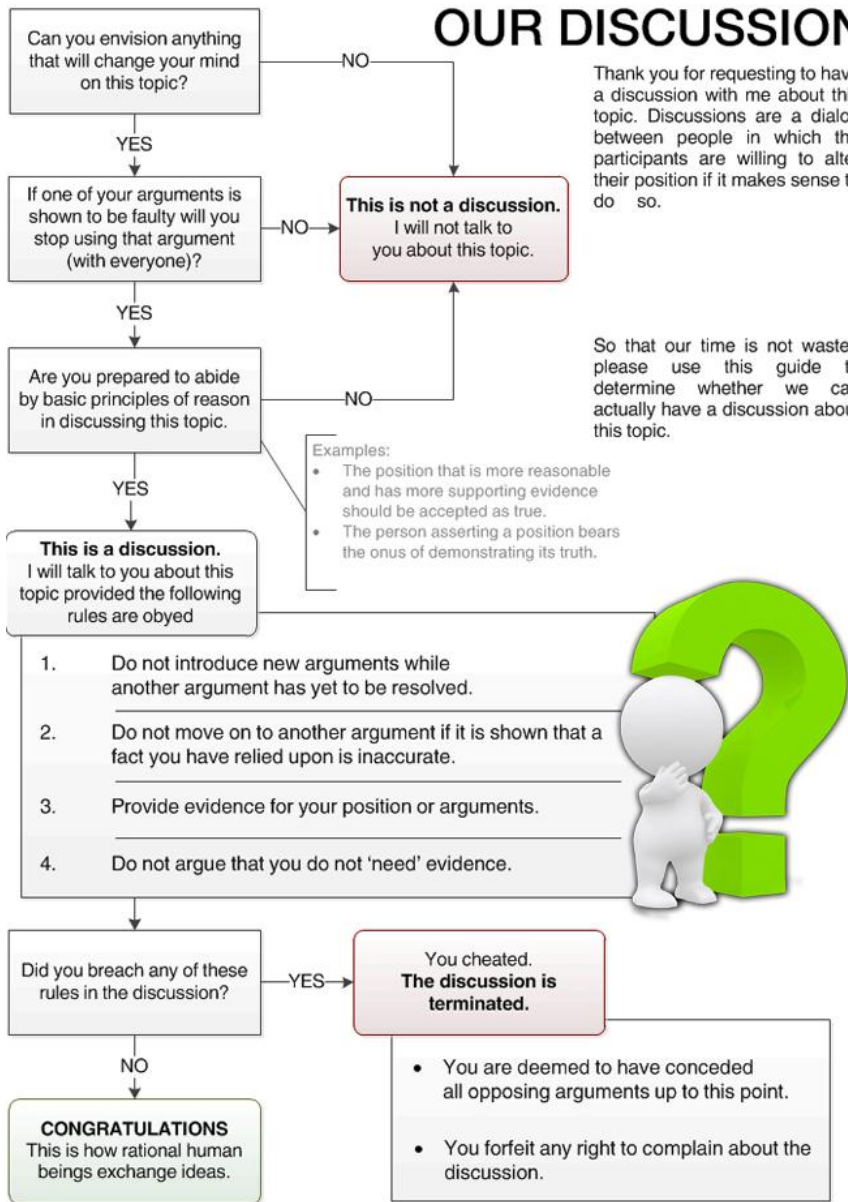 OUR DISCUSSION
Can you envision anything
that will change your mind
on this topic?
NO
YES
Thank you for requesting to hav
a discussion with me about thi
topic. Discussions are a dialo
between people in which th
participants are willing to alte
their position if it makes sense t
do so.
If one of your arguments is
shown to be faulty will you
stop using that argument
(with everyone)?
NO
This is not a discussion.
I will not talk to
you about this topic.
YES
So that our time is not waste
please use this guide t
determine whether we ca
actually have a discussion abou
this topic.
Are you prepared to abide
by basic principles of reason
in discussing this topic.
NO
Examples:
• The position that is more reasonable
and has more supporting evidence
should be accepted as true.
• The person asserting a position bears
the onus of demonstrating its truth.
YES
This is a discussion.
I will talk to you about this
topic provided the following
rules are obyed
1. Do not introduce new arguments while
another argument has yet to be resolved.
2. Do not move on to another argument if it is shown that a
fact you have relied upon is inaccurate.
3. Provide evidence for your position or arguments.
4. Do not argue that you do not ‘need’ evidence.
Did you breach any of these
rules in the discussion?
YES
You cheated.
The discussion is
terminated.
• You are deemed to have conceded
all opposing arguments up to this point.
• You forfeit any right to complain about the
discussion.
NO
CONGRATULATIONS
This is how rational human
beings exchange ideas.